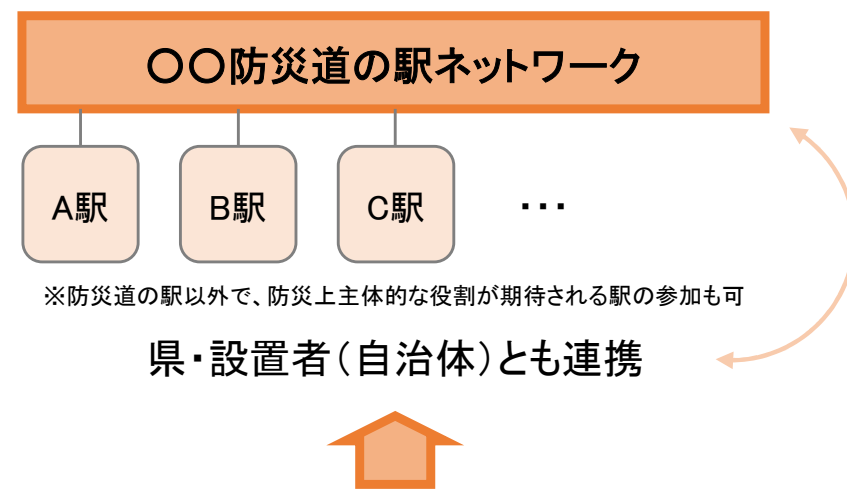 〇〇防災道の駅ネットワーク
A駅
B駅
C駅
・・・
※防災道の駅以外で、防災上主体的な役割が期待される駅の参加も可
県・設置者(自治体)とも連携